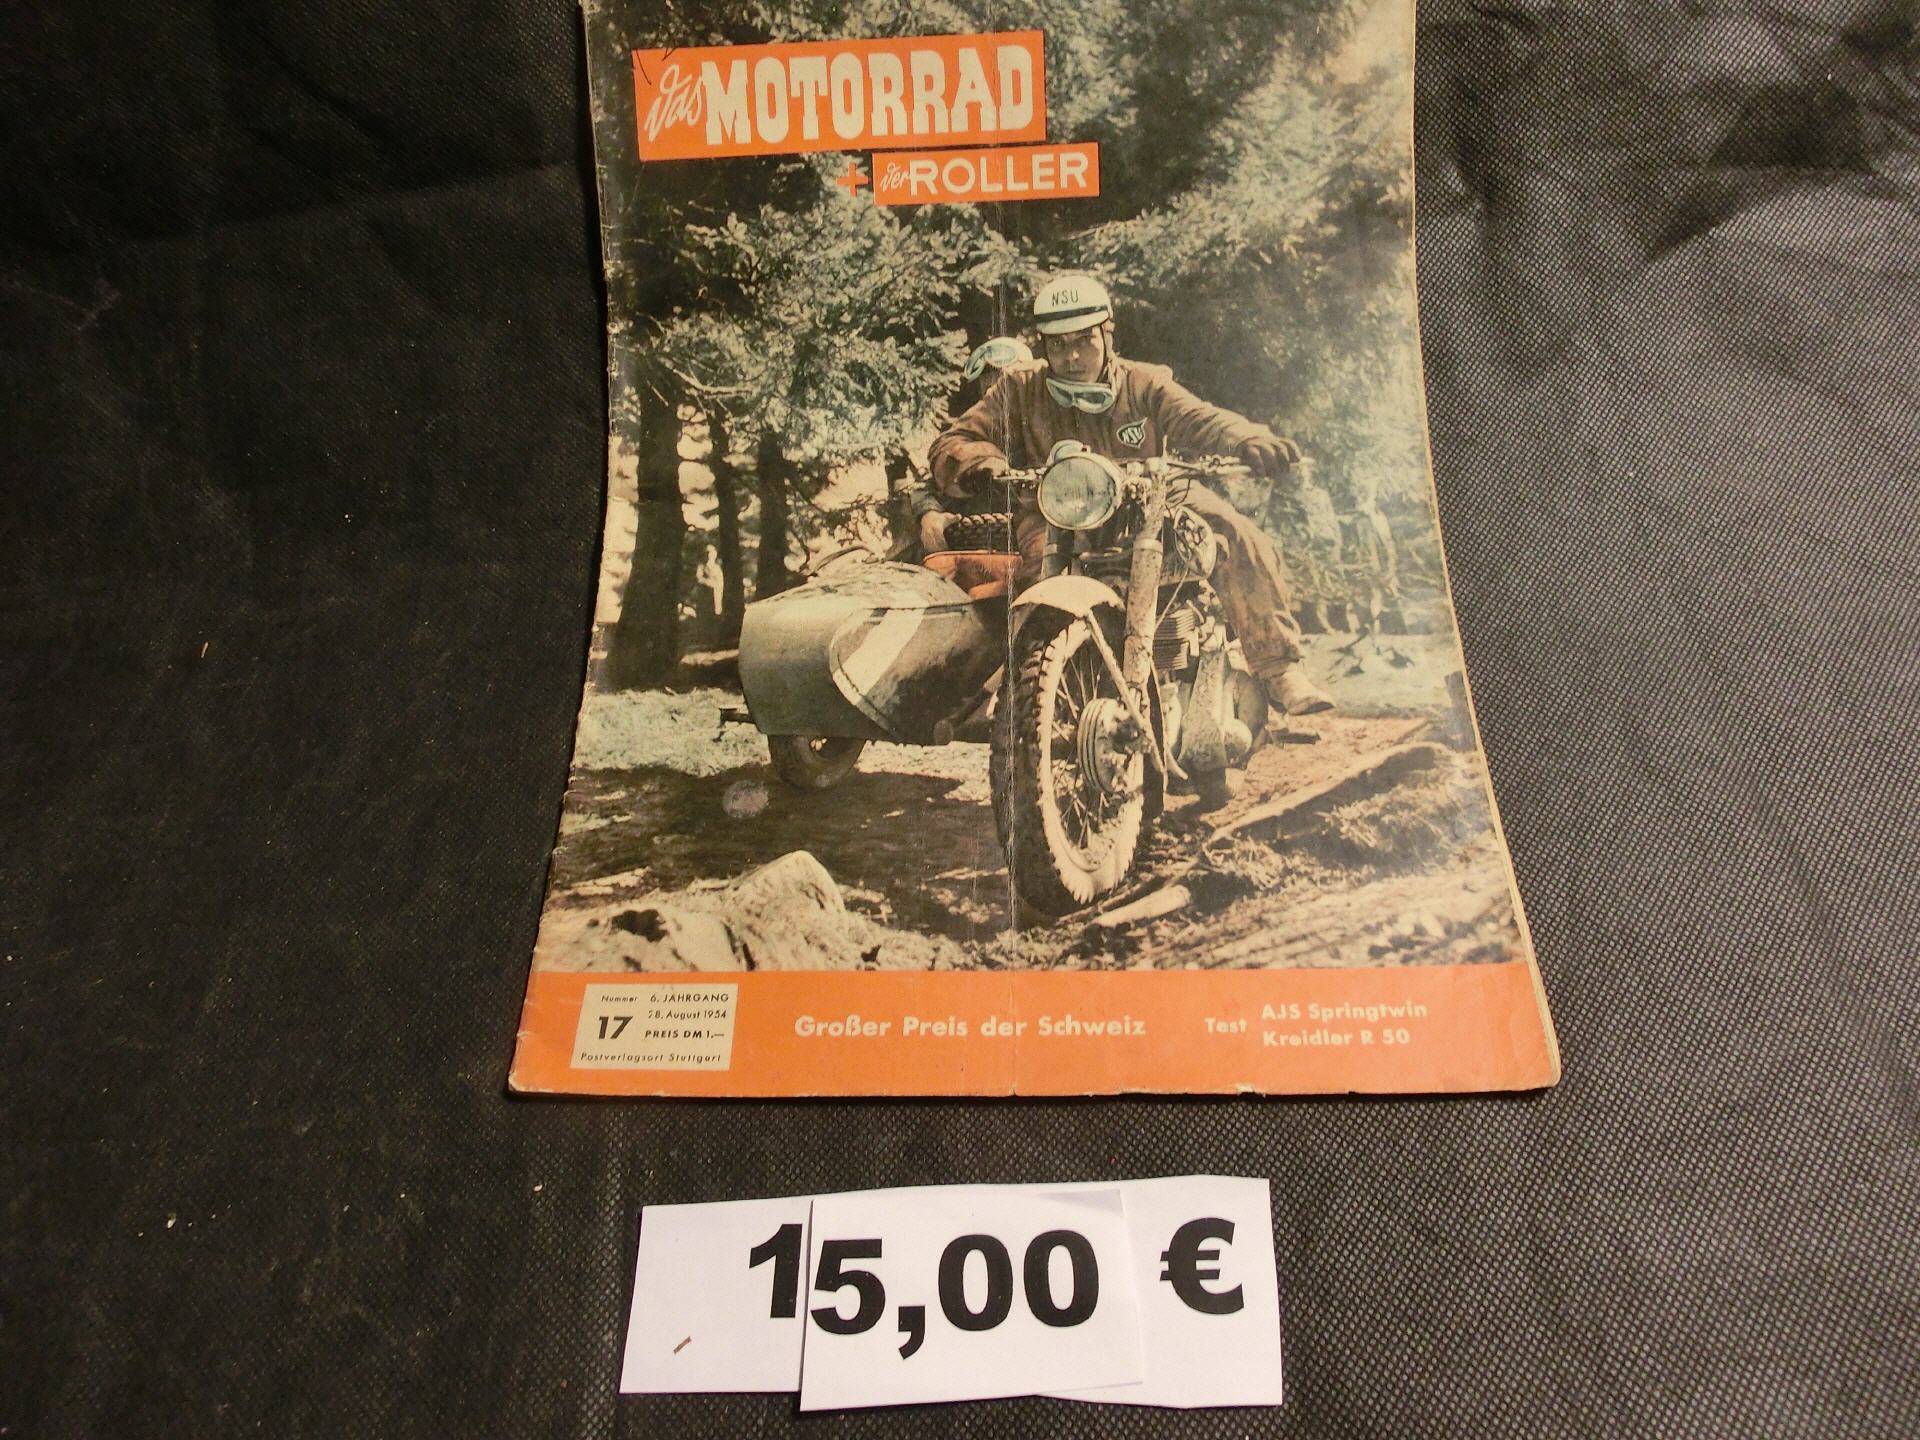 das MOTORRAD
+ der ROLLER
NSU
NSU
Nummer 6. JAHRGANG
28. August 1954
17 PREIS DM 1.—
Postverlagsort Stuttgart
Großer Preis der Schweiz
Test AJS Springtwin
Kreidler R 50
15,00 €